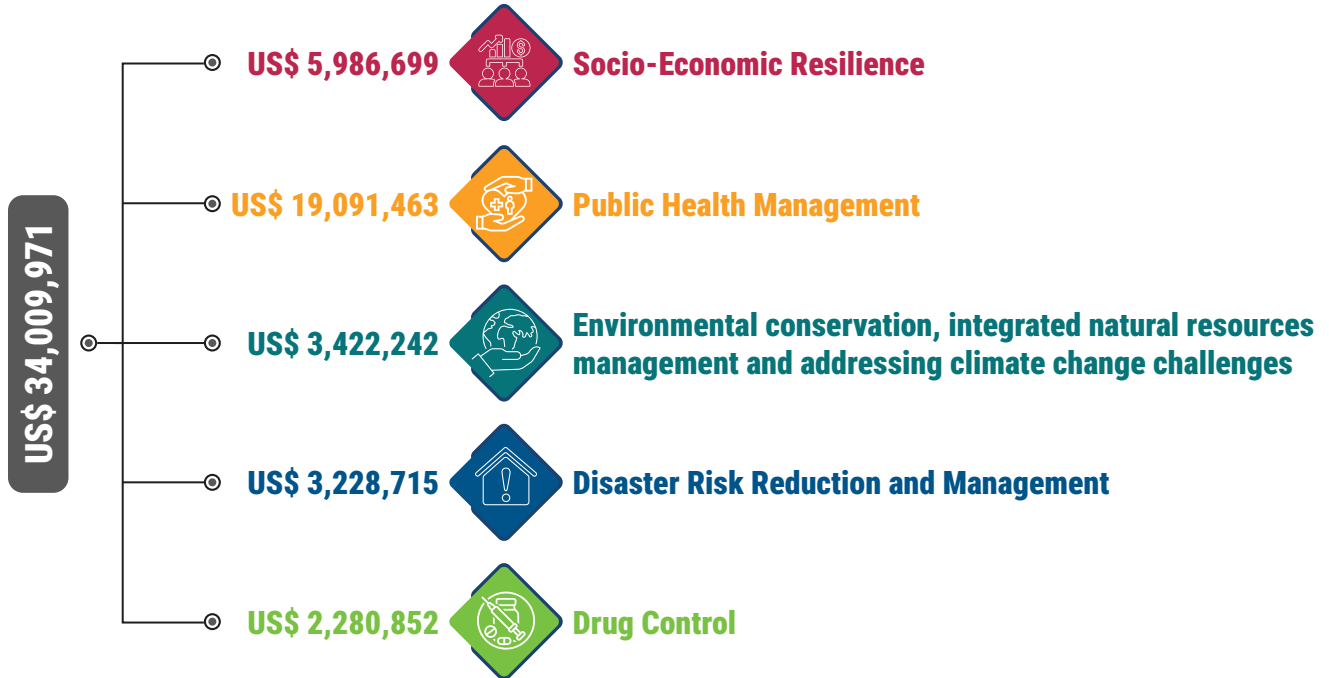 US$ 34,009,971
US$ 5,986,699 Socio-Economic Resilience
US$ 19,091,463 Public Health Management
US$ 3,422,242 Environmental conservation, integrated natural resources
management and addressing climate change challenges
US$ 3,228,715 Disaster Risk Reduction and Management
US$ 2,280,852 Drug Control